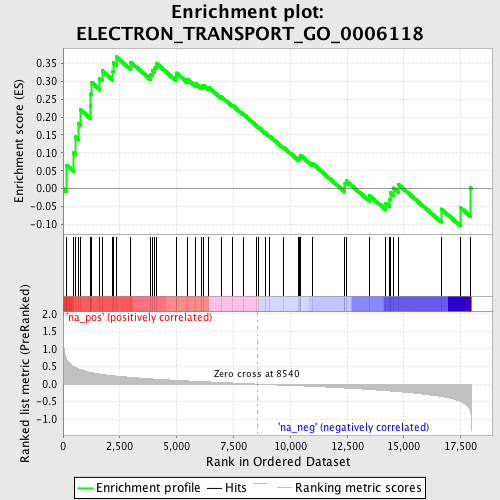 Enrichment plot:
ELECTRON_TRANSPORT_GO_0006118
Enrichment score (ES)
0.35
0.30
0.25
0.20
0.15
0.10
0.05
0.00
-0.05
-0.10
'na_pos' (positively correlated)
Ranked list metric (PreRanked)
2.0
1.5
1.0
0.5
0.0
-0.5
-1.0
Zero cross at 8540
'na_neg' (negatively correlated)
0 2,500 5,000 7,500 10,000 12,500 15,000 17,500
Rank in Ordered Dataset
Enrichment profile Hits Ranking metric scores